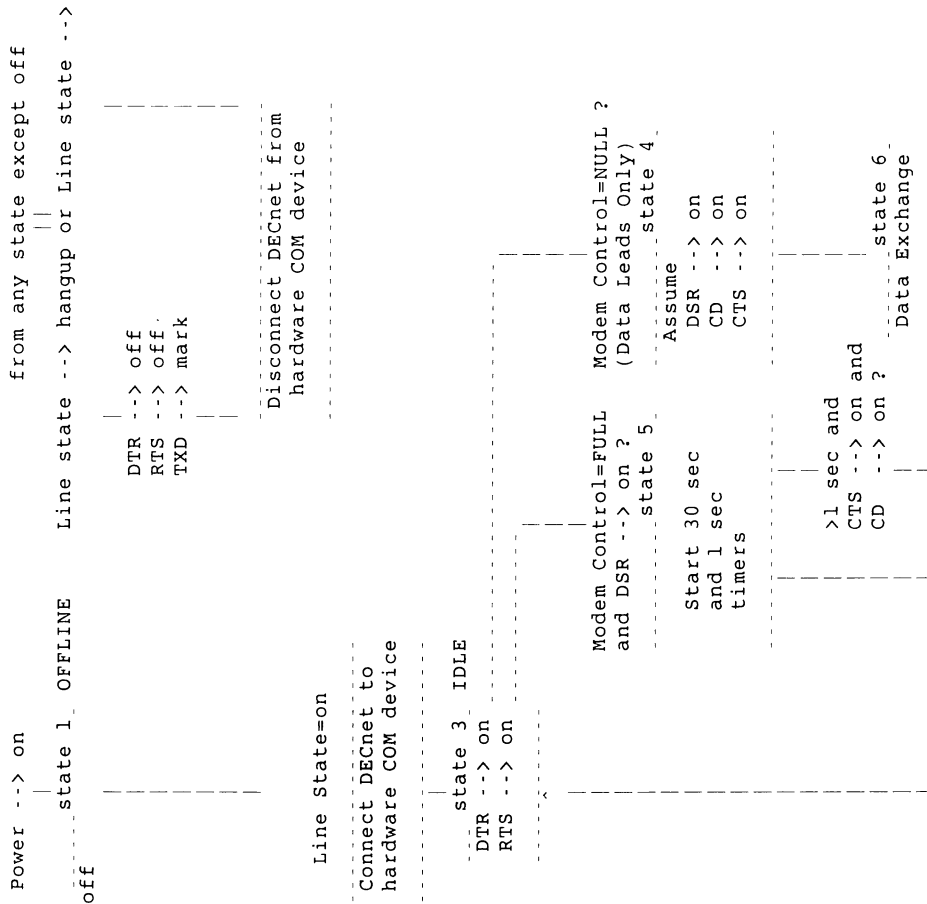 Power --> on
from any state except off
state 1 OFFLINE
Line state --> hangup or Line state -->
off
DTR --> off
RTS --> off
TXD --> mark
Line State=on
Disconnect DECnet from
hardware COM device
Connect DECnet to
hardware COM device
state 3 IDLE
DTR --> on
RTS --> on
Modem Control=FULL
and DSR --> on ?
state 5
Modem Control=NULL ?
(Data Leads Only)
state 4
Start 30 sec
and 1 sec
timers
Assume
DSR --> on
CD --> on
CTS --> on
>1 sec and
CTS --> on and
CD --> on ?
state 6
Data Exchange